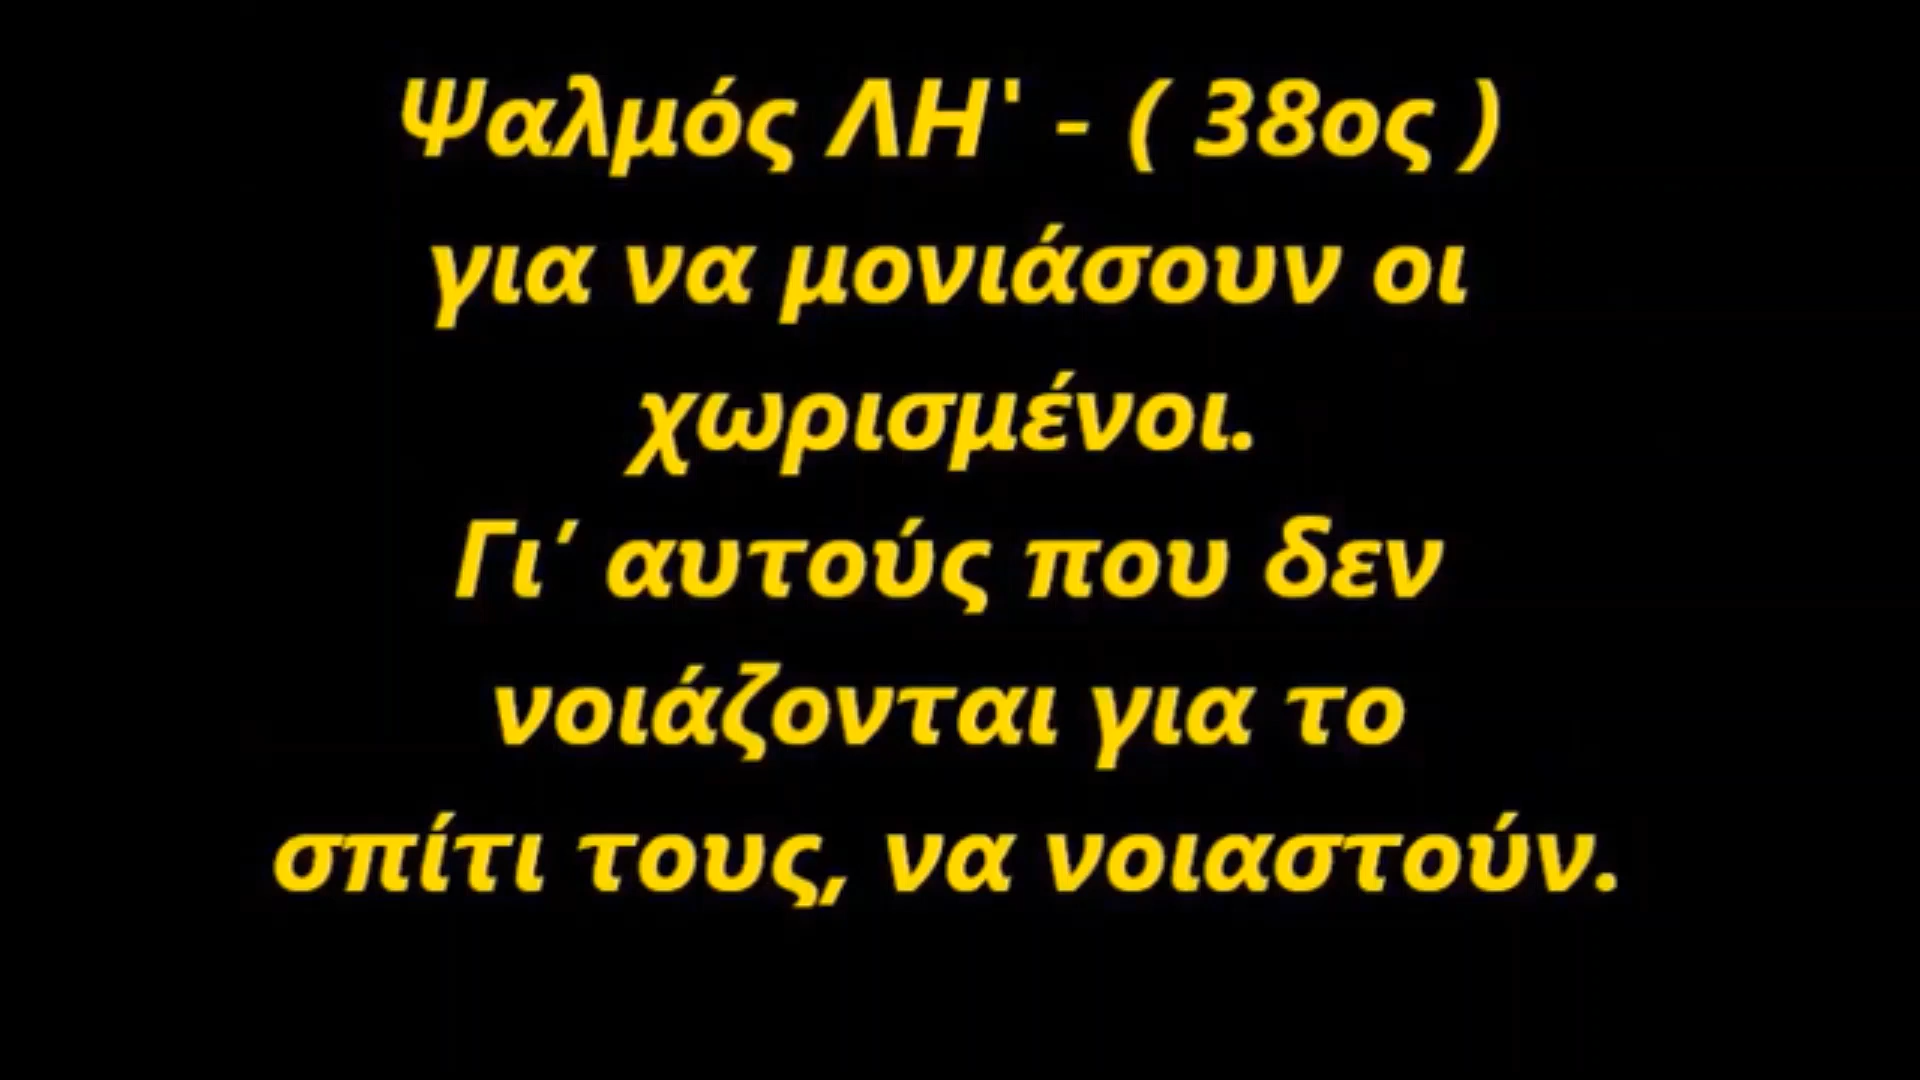 Ψαλμός ΛΗ' - ( 38ος )
για να μονιάσουν οι
χωρισμένοι.
Γι΄ αυτούς που δεν
νοιάζονται για το
σπίτι τους, να νοιαστούν.